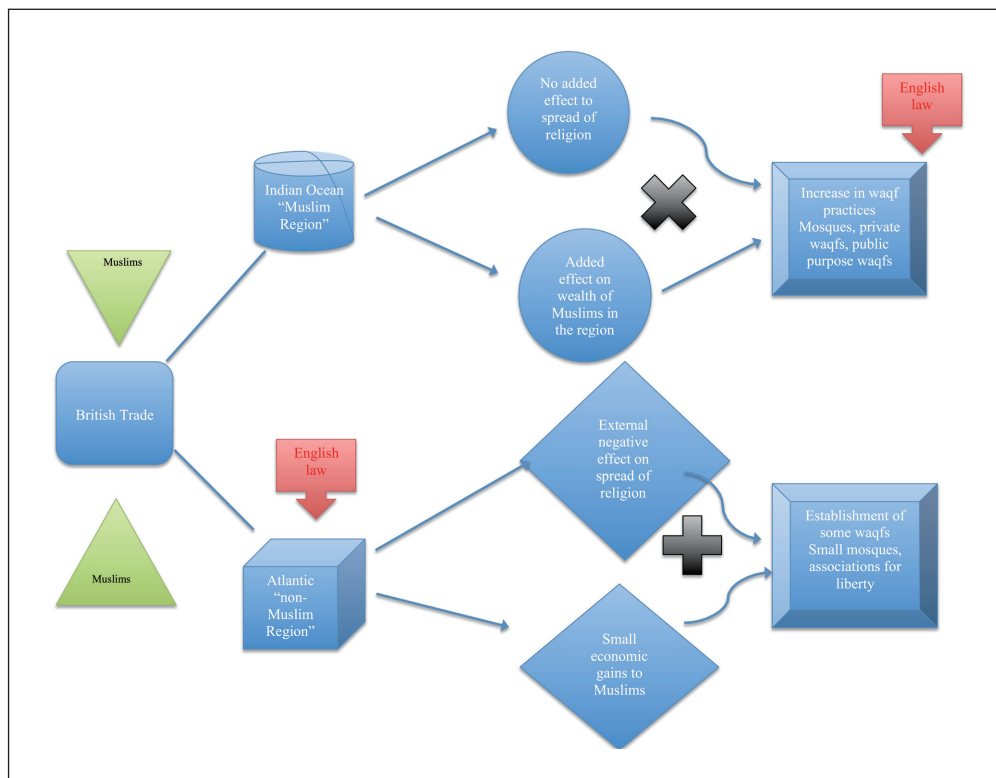 No added
effect to
spread of
religion
English
law
Indian Ocean
“Muslim
Region”
Increase in waqf
practices
Mosques, private
waqfs, public
purpose waqfs
Muslims
Added
effect on
wealth of
Muslims in
the region
British Trade
External
negative
effect on
spread of
religion
English
law
Establishment of
some waqfs
Small mosques,
associations for
liberty
Muslims
Atlantic
“non-
Muslim
Region”
Small
economic
gains to
Muslims